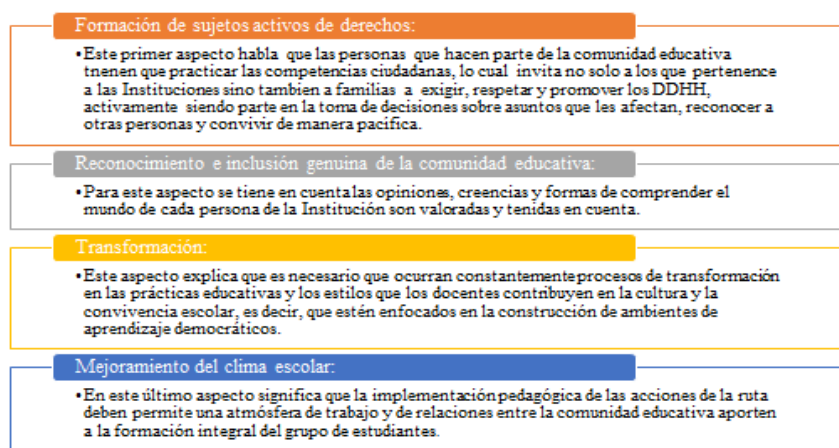 Formación de sujetos activos de derechos:
•Este primer aspecto habla que las personas que hacen parte de la comunidad educativa
tnenen que practicar las competencias ciudadanas, lo cual invita no solo a los que pertenence
a las Instituciones sino tambien a familias a exigir, respetar y promover los DDHH,
activamente siendo parte en la toma de decisiones sobre asuntos que les afectan, reconocer a
otras personas y convivir de manera pacífica.
Reconocimiento e inclusión genuina de la comunidad educativa:
•Para este aspecto se tiene en cuenta las opiniones, creencias y formas de comprender el
mundo de cada persona de la Institución son valoradas y tenidas en cuenta.
Transformación:
•Este aspecto explica que es necesario que ocurran constantemente procesos de transformación
en las prácticas educativas y los estilos que los docentes contribuyen en la cultura y la
convivencia escolar, es decir, que estén enfocados en la construcción de ambientes de
aprendizaje democráticos.
Mejoramiento del clima escolar:
•En este último aspecto significa que la implementación pedagógica de las acciones de la ruta
deben permite una atmósfera de trabajo y de relaciones entre la comunidad educativa aporten
a la formación integral del grupo de estudiantes.